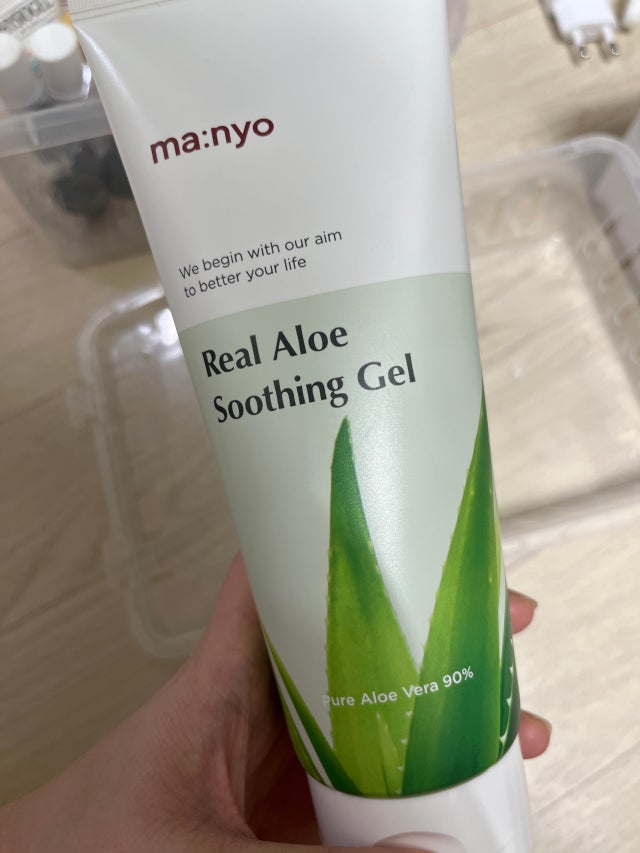 ma:nyo
We begin with our aim
to better your life
Real Aloe
Soothing Gel
Pure Aloe Vera 90%